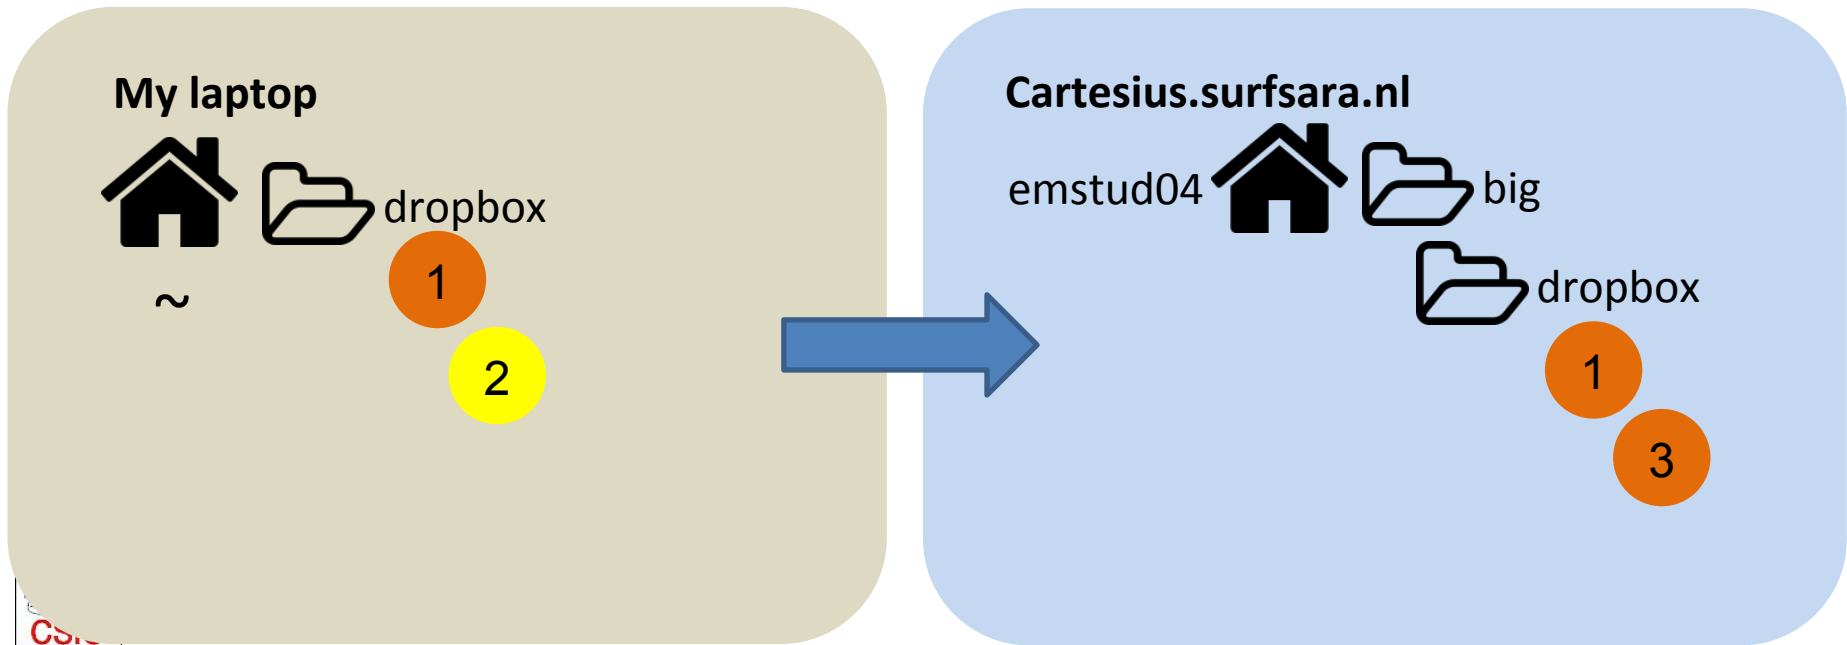 My laptop
dropbox
~
1
2
Cartesius.surfsara.nl
emstud04
big
dropbox
1
3